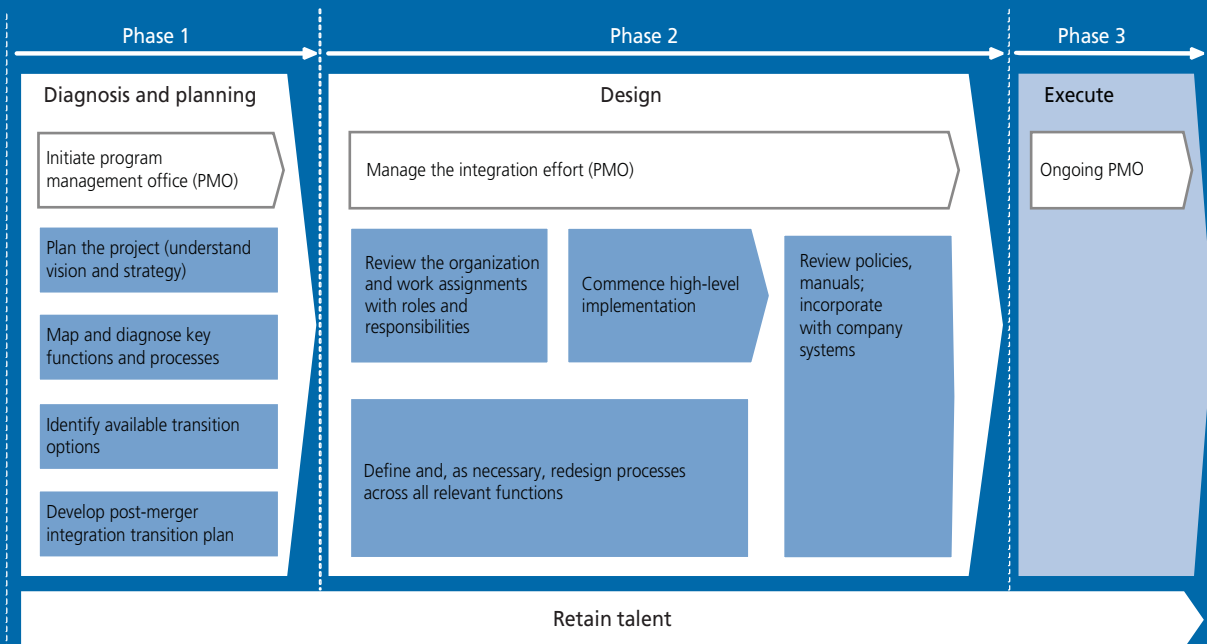 Phase 1
Phase 2
Phase 3
Diagnosis and planning
Initiate program
management office (PMO)
Plan the project (understand
vision and strategy)
Map and diagnose key
functions and processes
Identify available transition
options
Develop post-merger
integration transition plan
Design
Manage the integration effort (PMO)
Review the organization
and work assignments
with roles and
responsibilities
Commence high-level
implementation
Review policies,
manuals;
incorporate
with company
systems
Define and, as necessary, redesign processes
across all relevant functions
Execute
Ongoing PMO
Retain talent